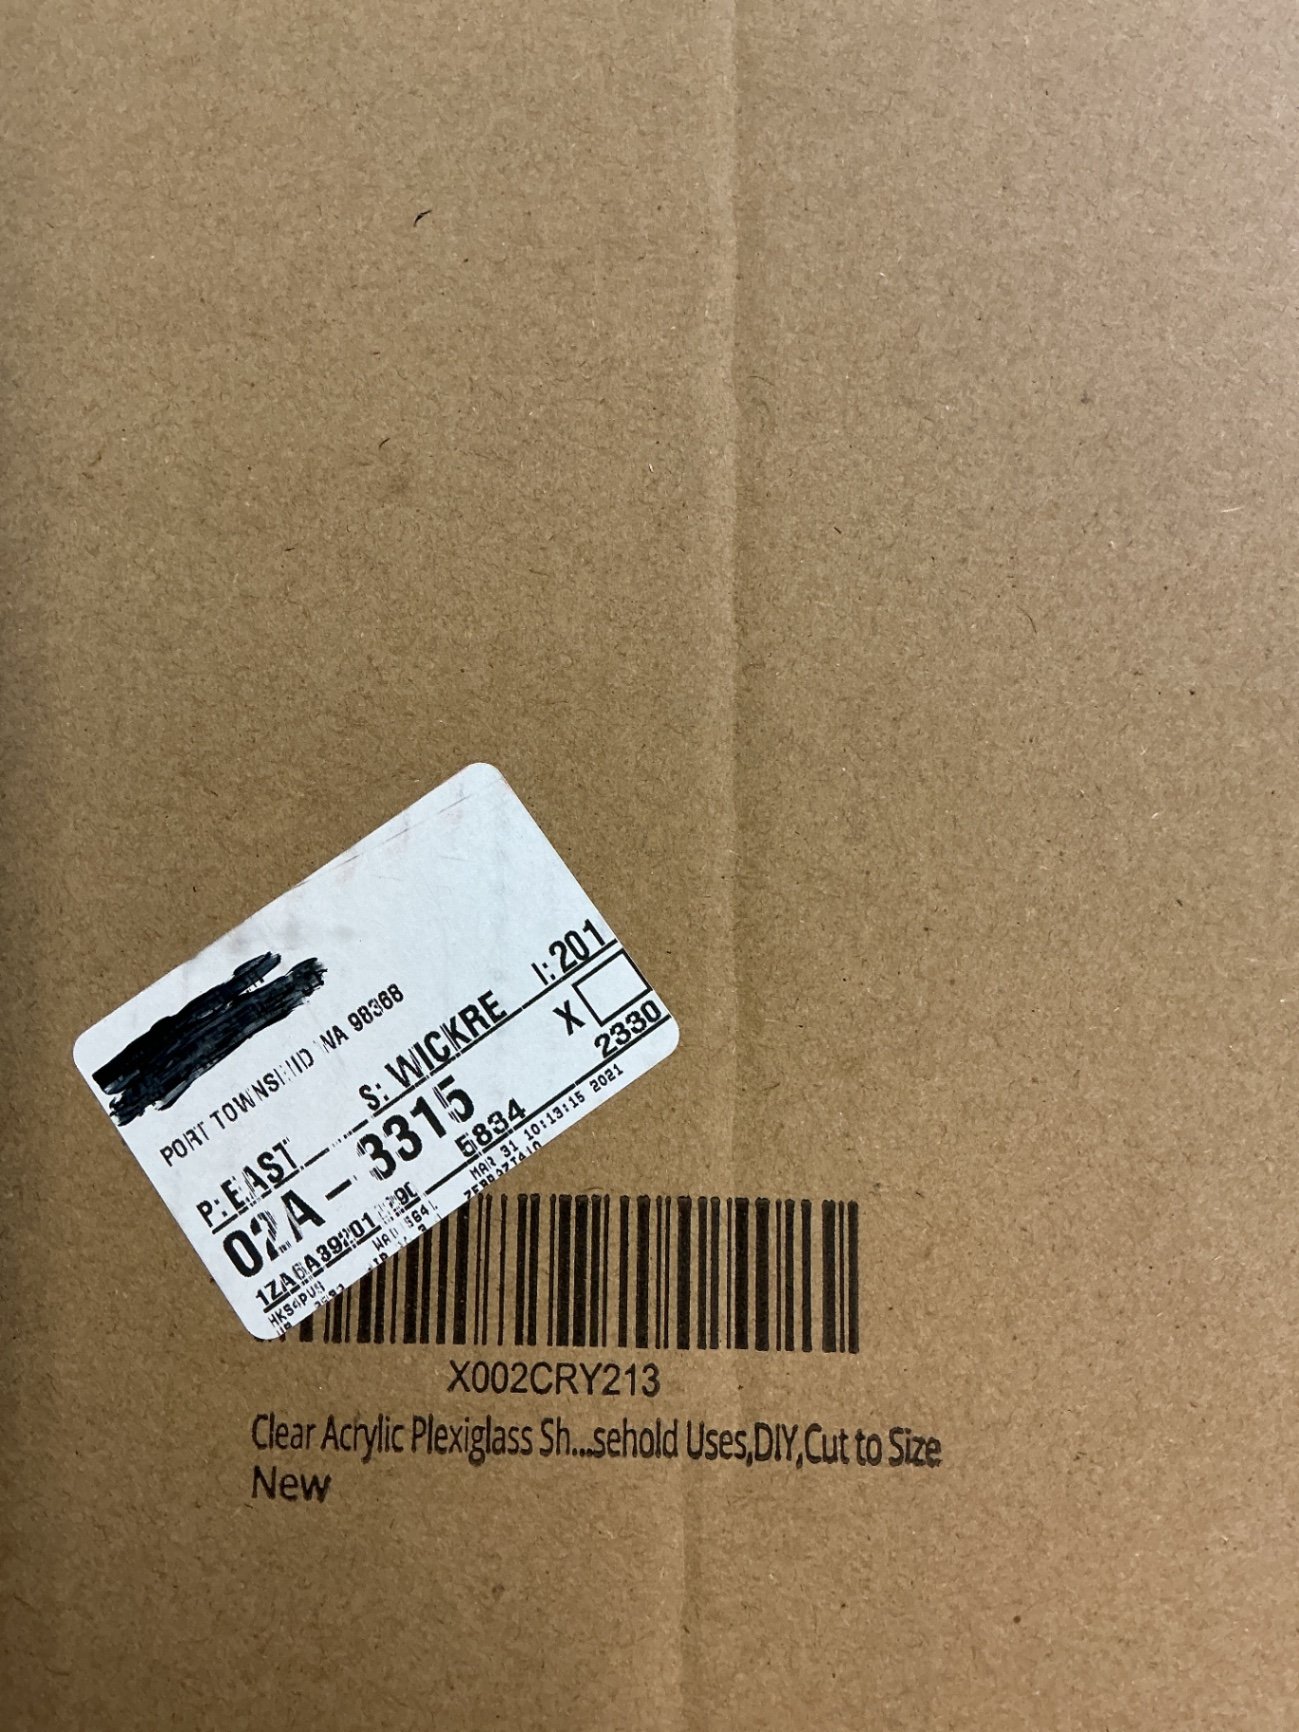 PORT TOWNSEND WA 98368
P: EAST S: WICKRE I: 201
02A-3315 X
5834 2330
MAR 31 10:13:15 2021
X002CRY213
Clear Acrylic Plexiglass Sh...sehold Uses,DIY,Cut to Size
New